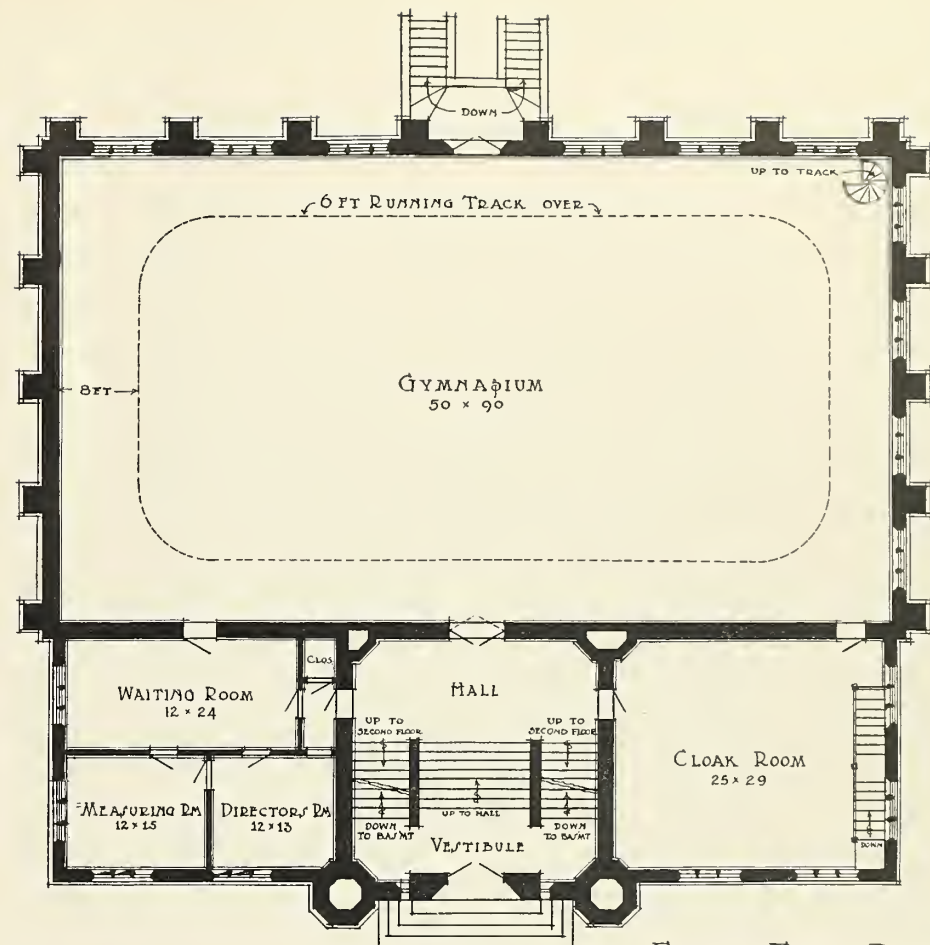 DOWN
UP TO TRACK
6 FT RUNNING TRACK OVER
8 FT
GYMNASIUM
50 × 90
CLOS.
WAITING ROOM
12 × 24
HALL
UP TO
SECOND FLOOR
UP TO
SECOND FLOOR
CLOAK ROOM
25 × 29
MEASURING RM
12 × 15
DIRECTORS RM
12 × 13
UP TO HALL
DOWN
TO BASMT
DOWN
TO BASMT
VESTIBULE
DOWN